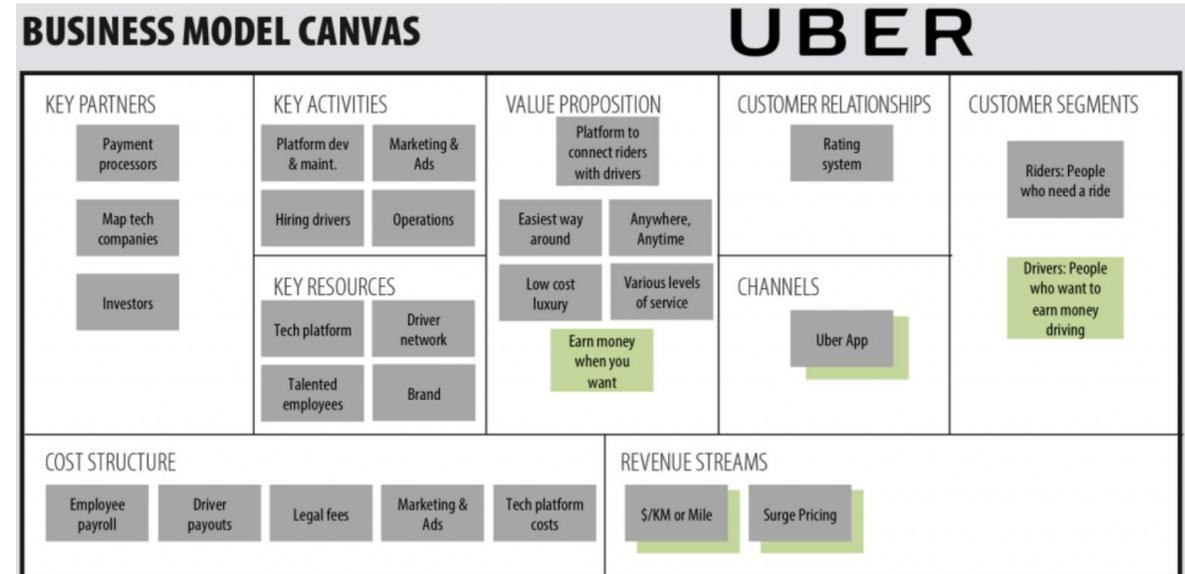 BUSINESS MODEL CANVAS
UBER
KEY PARTNERS
Payment
processors
Map tech
companies
Investors
KEY ACTIVITIES
Platform dev
& maint.
Marketing &
Ads
Hiring drivers
Operations
KEY RESOURCES
Tech platform
Driver
network
Talented
employees
Brand
VALUE PROPOSITION
Platform to
connect riders
with drivers
Easiest way
around
Anywhere,
Anytime
Low cost
luxury
Various levels
of service
Earn money
when you
want
CUSTOMER RELATIONSHIPS
Rating
system
CHANNELS
Uber App
CUSTOMER SEGMENTS
Riders: People
who need a ride
Drivers: People
who want to
earn money
driving
COST STRUCTURE
Employee
payroll
Driver
payouts
Legal fees
Marketing &
Ads
Tech platform
costs
REVENUE STREAMS
$/KM or Mile
Surge Pricing